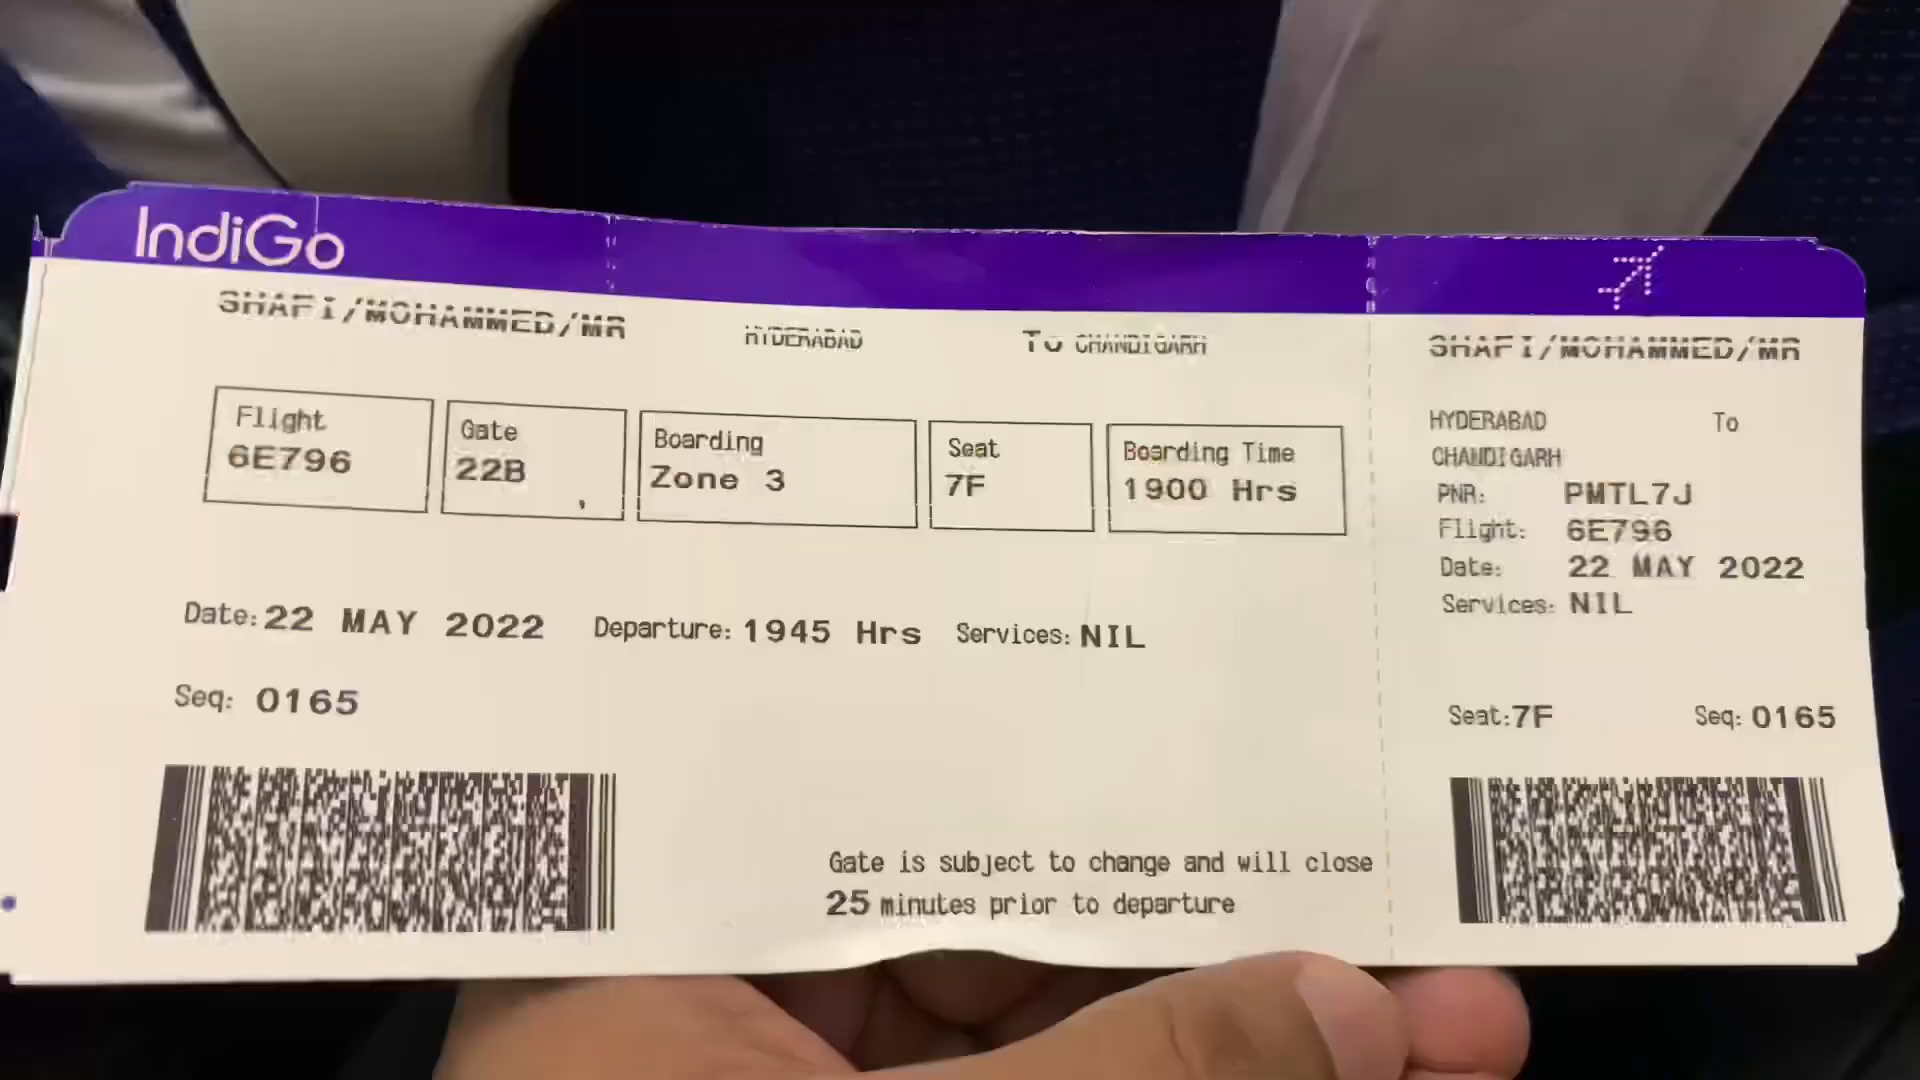 IndiGo
SHAFI/MOHAMMED/MR
HYDERABAD To CHANDIGARH
Flight
6E796
Gate
22B
Boarding
Zone 3
Seat
7F
Boarding Time
1900 Hrs
Date: 22 MAY 2022 Departure: 1945 Hrs Services: NIL
Seq: 0165
Gate is subject to change and will close
25 minutes prior to departure
SHAFI/MOHAMMED/MR
HYDERABAD To
CHANDIGARH
PNR: PMTL7J
Flight: 6E796
Date: 22 MAY 2022
Services: NIL
Seat: 7F Seq: 0165